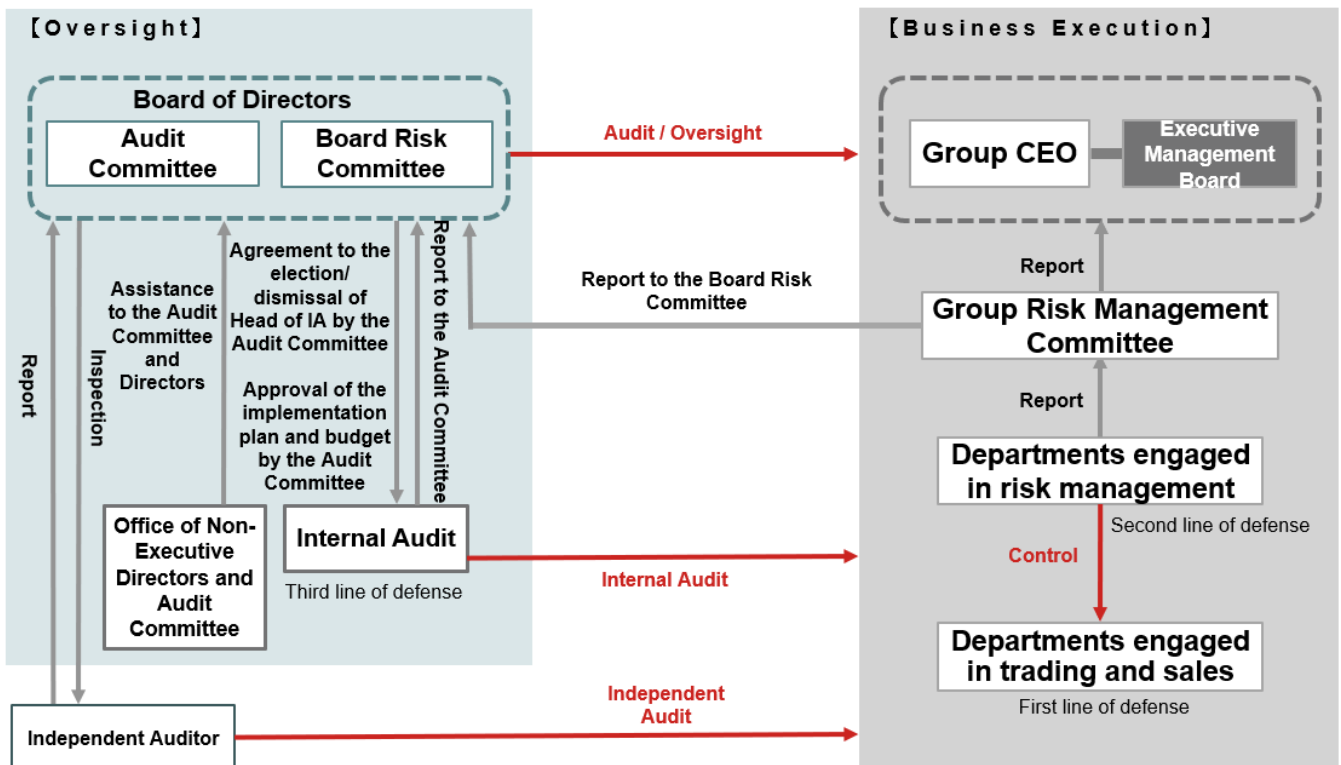 【Oversight】
Board of Directors
Audit
Committee
Board Risk
Committee
Audit / Oversight
【Business Execution】
Group CEO
Executive
Management
Board
Report
Inspection
Assistance
to the Audit
Committee
and
Directors
Agreement to the
election/
dismissal of
Head of IA by the
Audit Committee
Approval of the
implementation
plan and budget
by the Audit
Committee
Report to the Audit Committee
Report to the Board Risk
Committee
Report
Group Risk Management
Committee
Report
Departments engaged
in risk management
Second line of defense
Control
Office of Non-
Executive
Directors and
Audit
Committee
Internal Audit
Third line of defense
Internal Audit
Departments engaged
in trading and sales
First line of defense
Independent Auditor
Independent
Audit